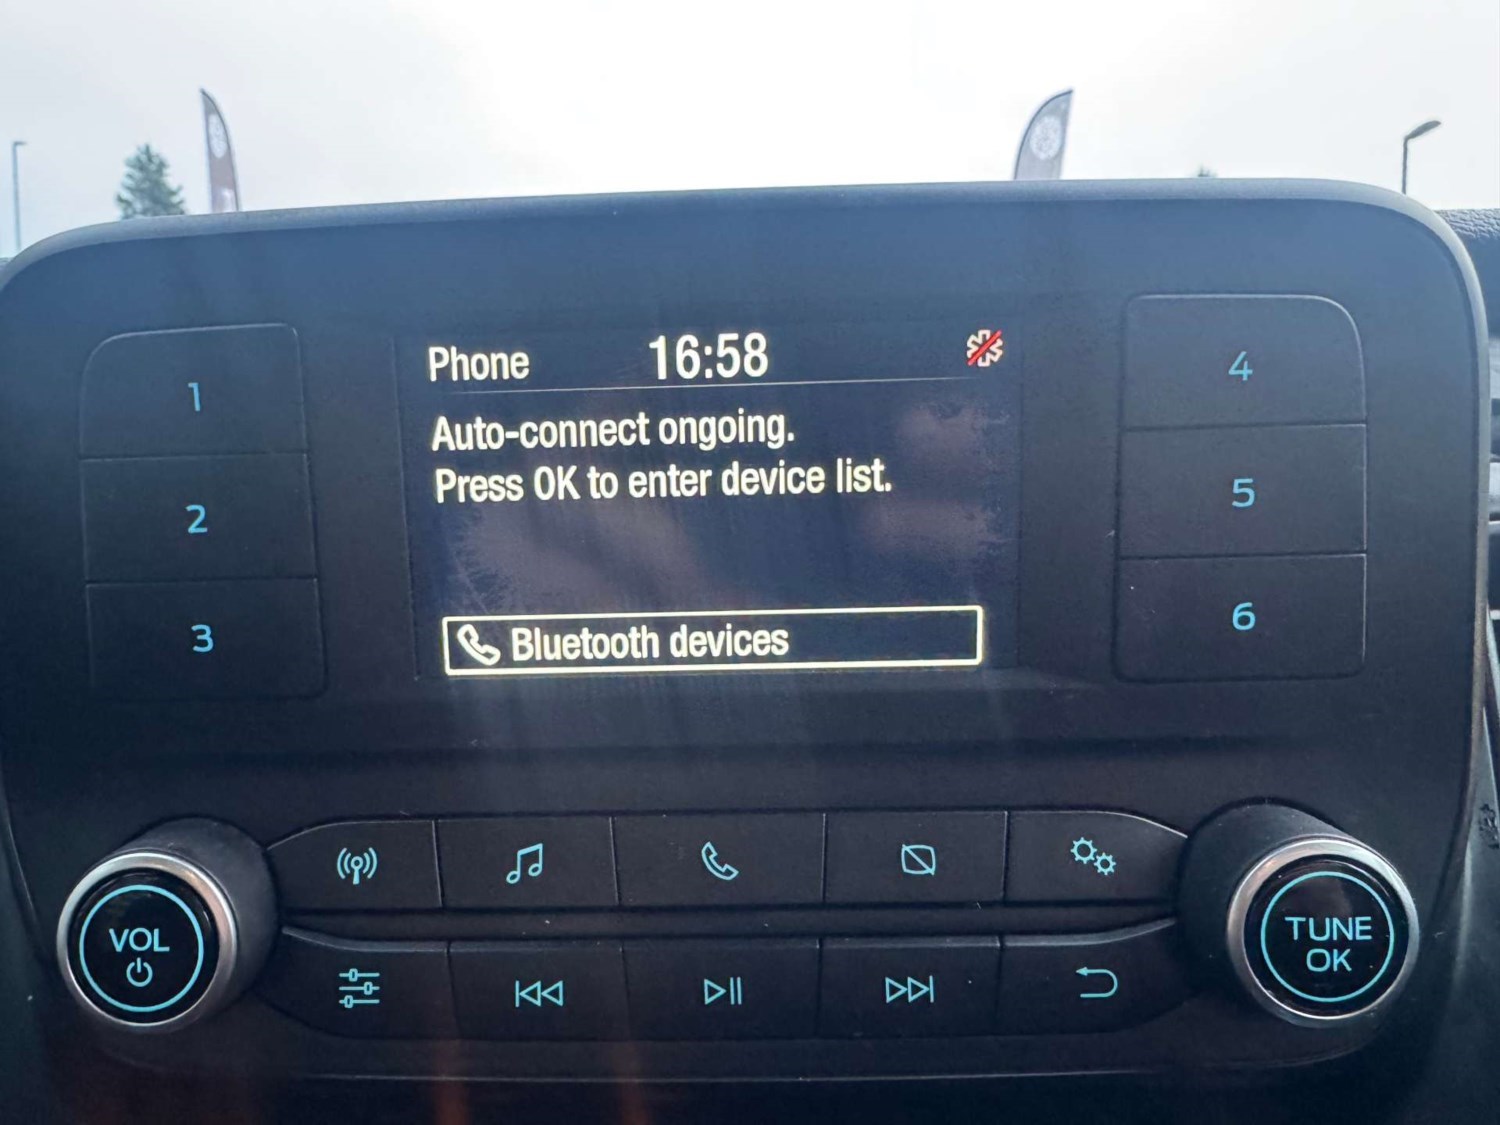 Phone 16:58
Auto-connect ongoing.
Press OK to enter device list.
Bluetooth devices
1
2
3
4
5
6
VOL
TUNE
OK